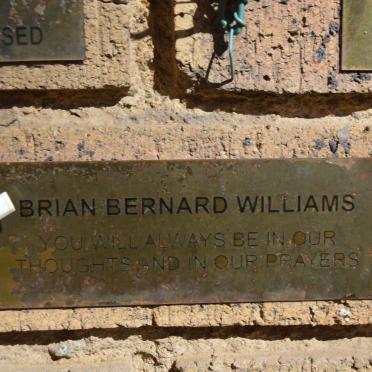 SED
BRIAN BERNARD WILLIAMS
YOU WILL ALWAYS BE IN OUR
THOUGHTS AND IN OUR PRAYERS